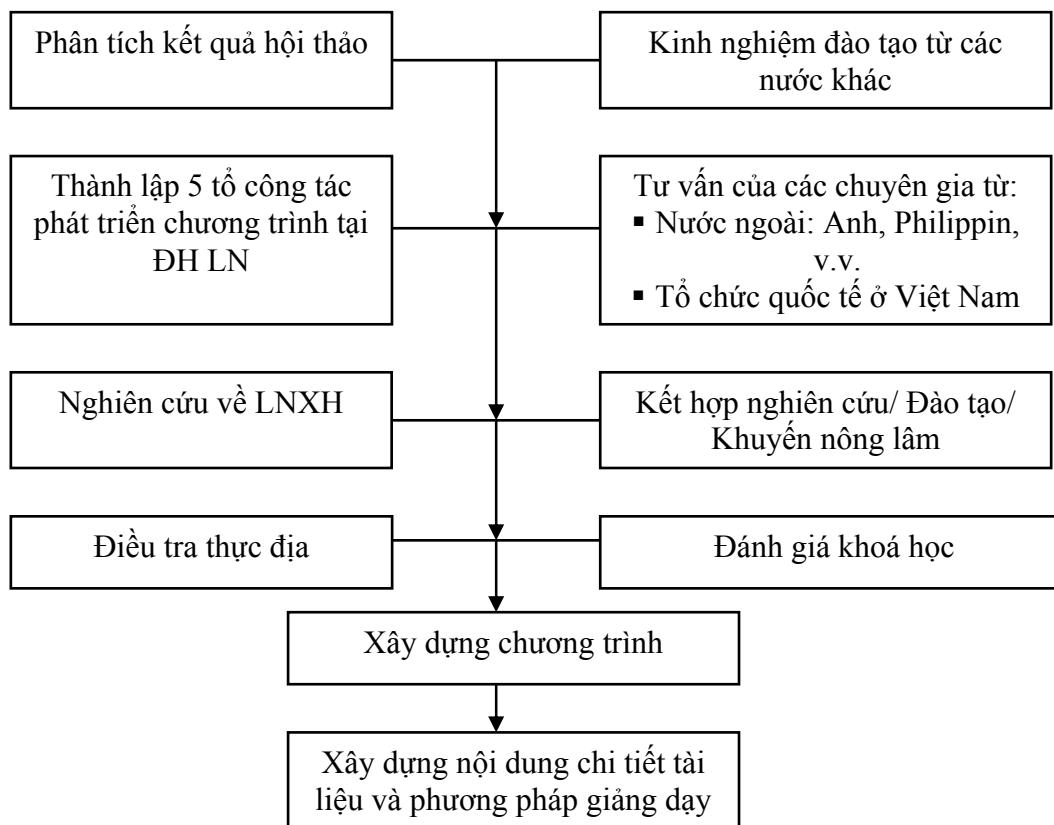 Phân tích kết quả hội thảo
Kinh nghiệm đào tạo từ các
nước khác
Thành lập 5 tổ công tác
phát triển chương trình tại
ĐH LN
Tư vấn của các chuyên gia từ:
▪ Nước ngoài: Anh, Philippin,
v.v.
▪ Tổ chức quốc tế ở Việt Nam
Nghiên cứu về LNXH
Kết hợp nghiên cứu/ Đào tạo/
Khuyến nông lâm
Điều tra thực địa
Đánh giá khoá học
Xây dựng chương trình
Xây dựng nội dung chi tiết tài
liệu và phương pháp giảng dạy